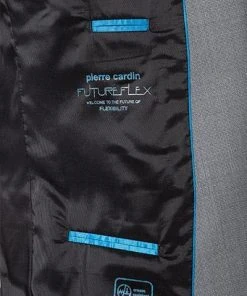 pierre cardin
FUTUREFLEX
WELCOME TO THE FUTURE OF
FLEXIBILITY